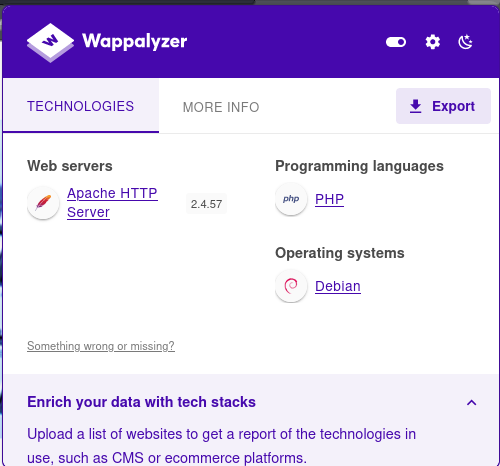 Wappalyzer
TECHNOLOGIES
MORE INFO
Export
Web servers
Apache HTTP
Server
2.4.57
Programming languages
php
PHP
Operating systems
Debian
Something wrong or missing?
Enrich your data with tech stacks
Upload a list of websites to get a report of the technologies in
use, such as CMS or ecommerce platforms.